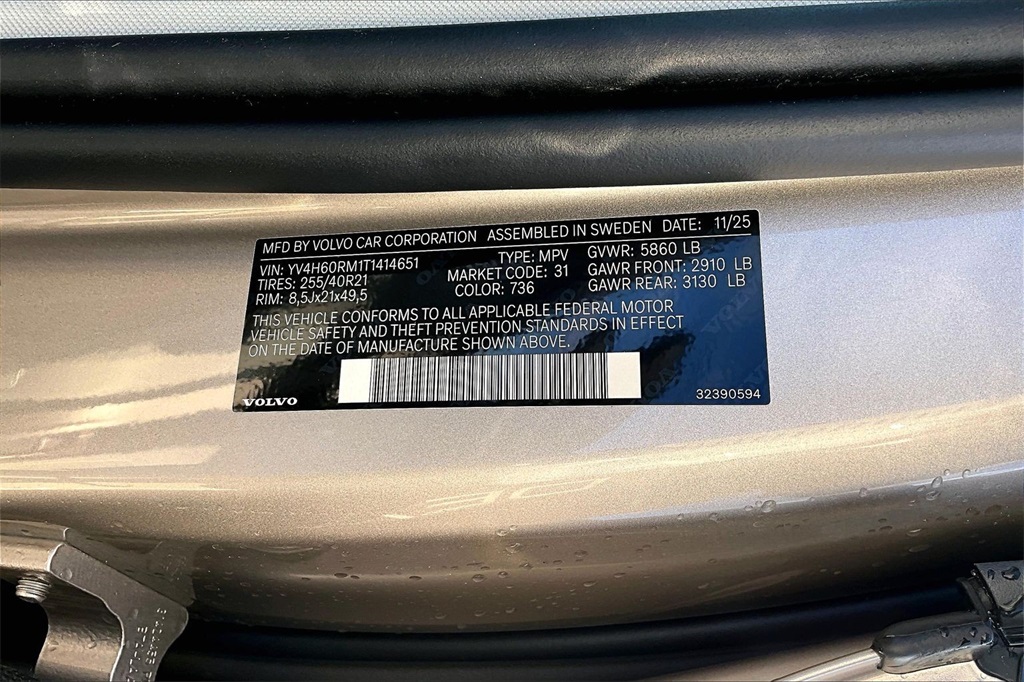 MFD BY VOLVO CAR CORPORATION ASSEMBLED IN SWEDEN DATE: 11/25
VIN: YV4H60RM1T1414651 TYPE: MPV GVWR: 5860 LB
TIRES: 255/40R21 MARKET CODE: 31 GAWR FRONT: 2910 LB
RIM: 8,5Jx21x49,5 COLOR: 736 GAWR REAR: 3130 LB
THIS VEHICLE CONFORMS TO ALL APPLICABLE FEDERAL MOTOR
VEHICLE SAFETY AND THEFT PREVENTION STANDARDS IN EFFECT
ON THE DATE OF MANUFACTURE SHOWN ABOVE.
VOLVO 32390594